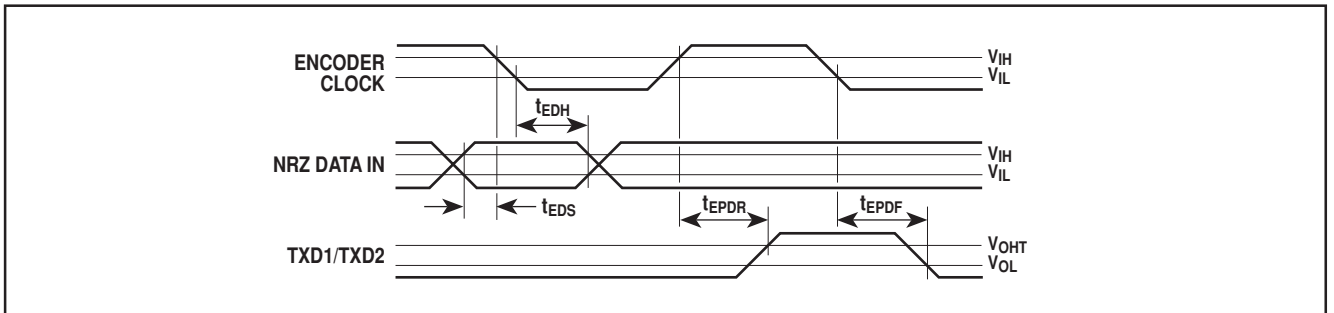 ENCODER
CLOCK
VIH
VIL
tEDH
NRZ DATA IN
VIH
VIL
tEDS
tEPDR
tEPDF
TXD1/TXD2
VOHT
VOL